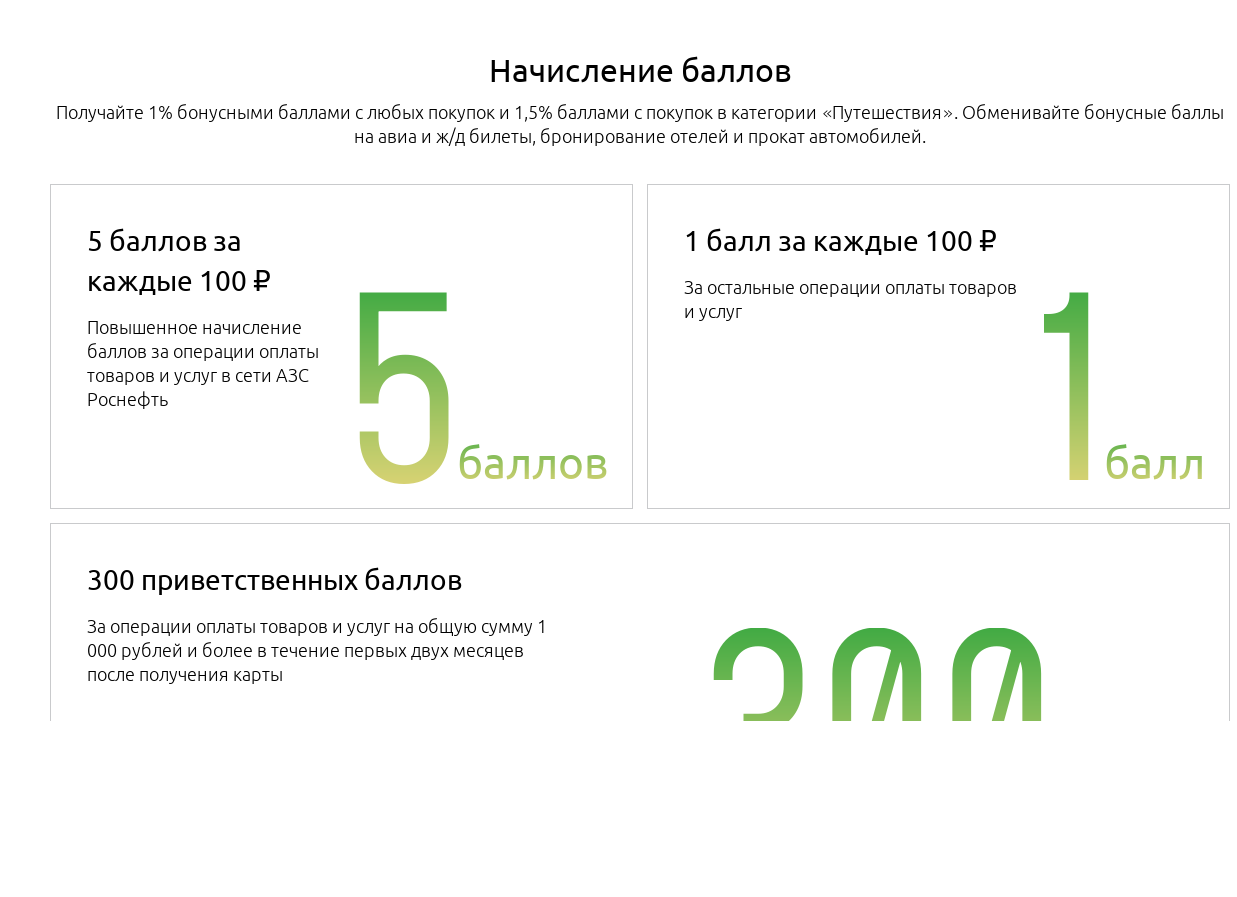 Начисление баллов
Получайте 1% бонусными баллами с любых покупок и 1,5% баллами с покупок в категории «Путешествия». Обменивайте бонусные баллы
на авиа и ж/д билеты, бронирование отелей и прокат автомобилей.
5 баллов за
каждые 100 ₽
Повышенное начисление
баллов за операции оплаты
товаров и услуг в сети АЗС
Роснефть
5 баллов
1 балл за каждые 100 ₽
За остальные операции оплаты товаров
и услуг
1 балл
300 приветственных баллов
За операции оплаты товаров и услуг на общую сумму 1
000 рублей и более в течение первых двух месяцев
после получения карты
300